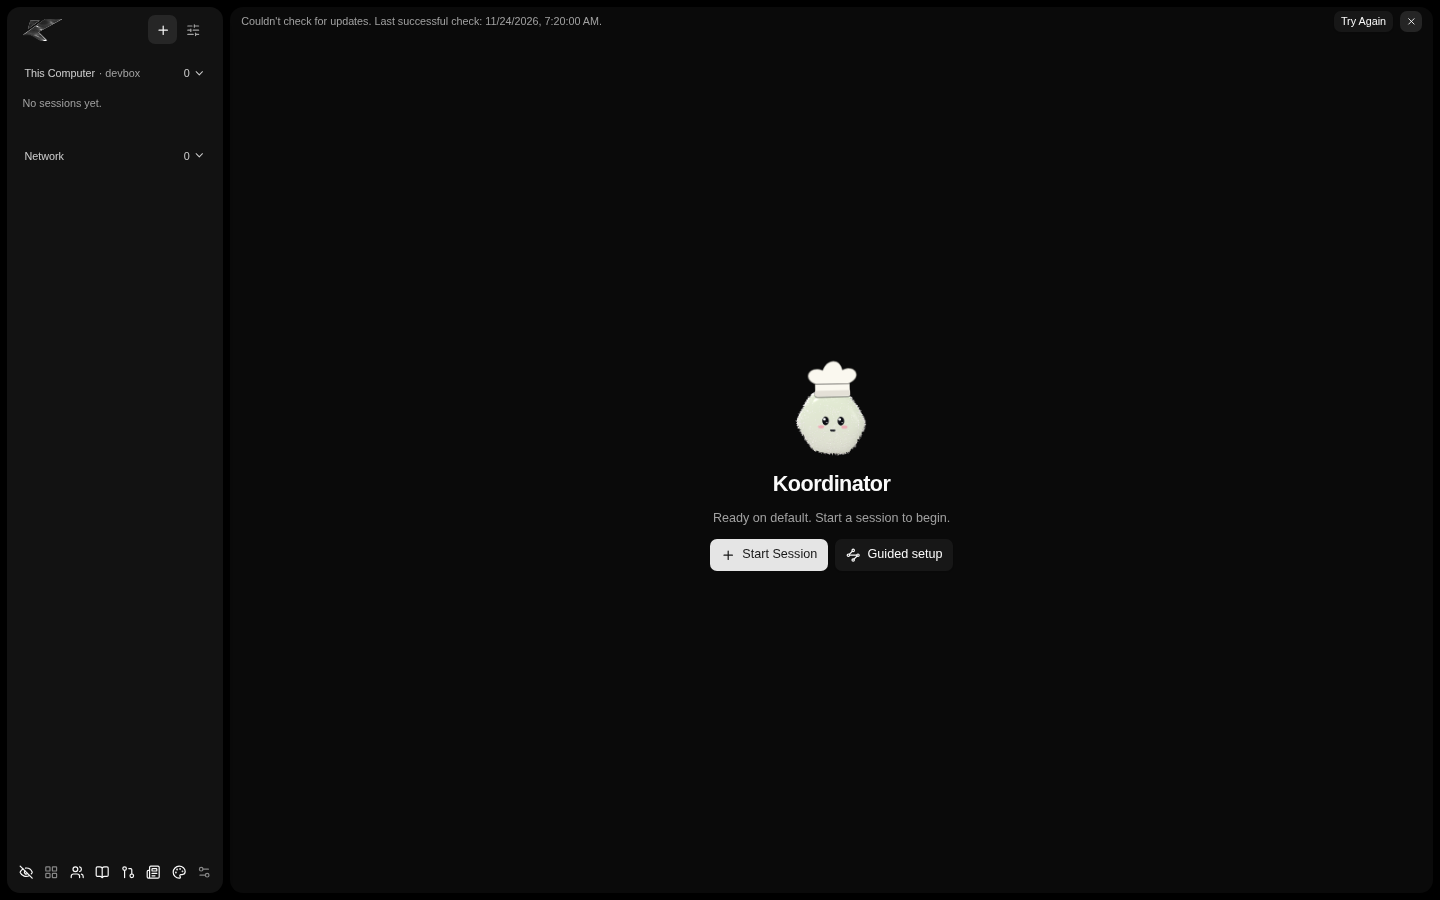 Couldn't check for updates. Last successful check: 11/24/2026, 7:20:00 AM.
Try Again
This Computer · devbox 0
No sessions yet.
Network 0
Koordinator
Ready on default. Start a session to begin.
Start Session
Guided setup